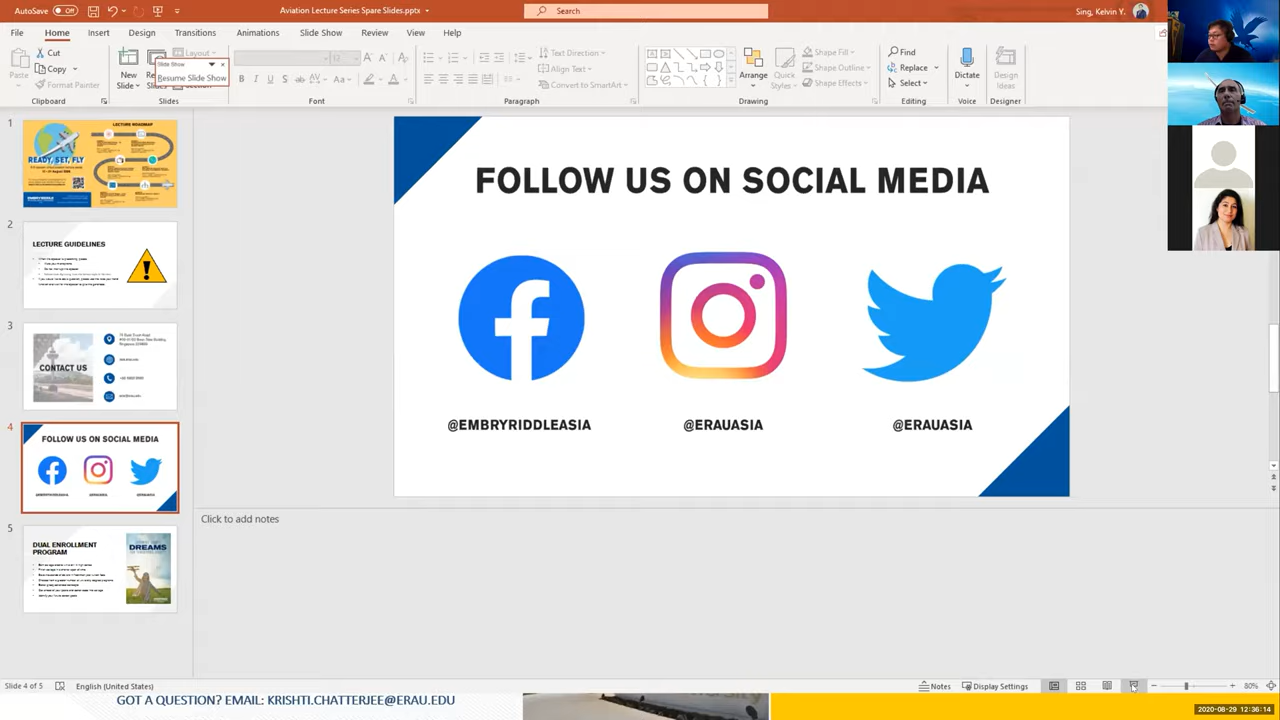 AutoSave
Off
Aviation Lecture Series Spare Slides.pptx
Search
Sing, Kelvin Y.
File
Home
Insert
Design
Transitions
Animations
Slide Show
Review
View
Help
Paste
Cut
Copy
Format Painter
Clipboard
New
Slide
Layout
Slide Show
Resume Slide Show
Slides
Font
Text Direction
Align Text
Convert to SmartArt
Paragraph
Arrange
Quick
Styles
Shape Fill
Shape Outline
Shape Effects
Drawing
Find
Replace
Select
Editing
Dictate
Voice
Design
Ideas
Designer
1
LECTURE ROADMAP
READY, SET, FLY
2
LECTURE GUIDELINES
3
CONTACT US
4
FOLLOW US ON SOCIAL MEDIA
@EMBRYRIDDLEASIA
@ERAUASIA
@ERAUASIA
5
DUAL ENROLLMENT
PROGRAM
DREAMS
FOLLOW US ON SOCIAL MEDIA
@EMBRYRIDDLEASIA
@ERAUASIA
@ERAUASIA
Click to add notes
Slide 4 of 5
English (United States)
Notes
Display Settings
80%
GOT A QUESTION? EMAIL: KRISHTI.CHATTERJEE@ERAU.EDU
2020-08-29 12:36:14